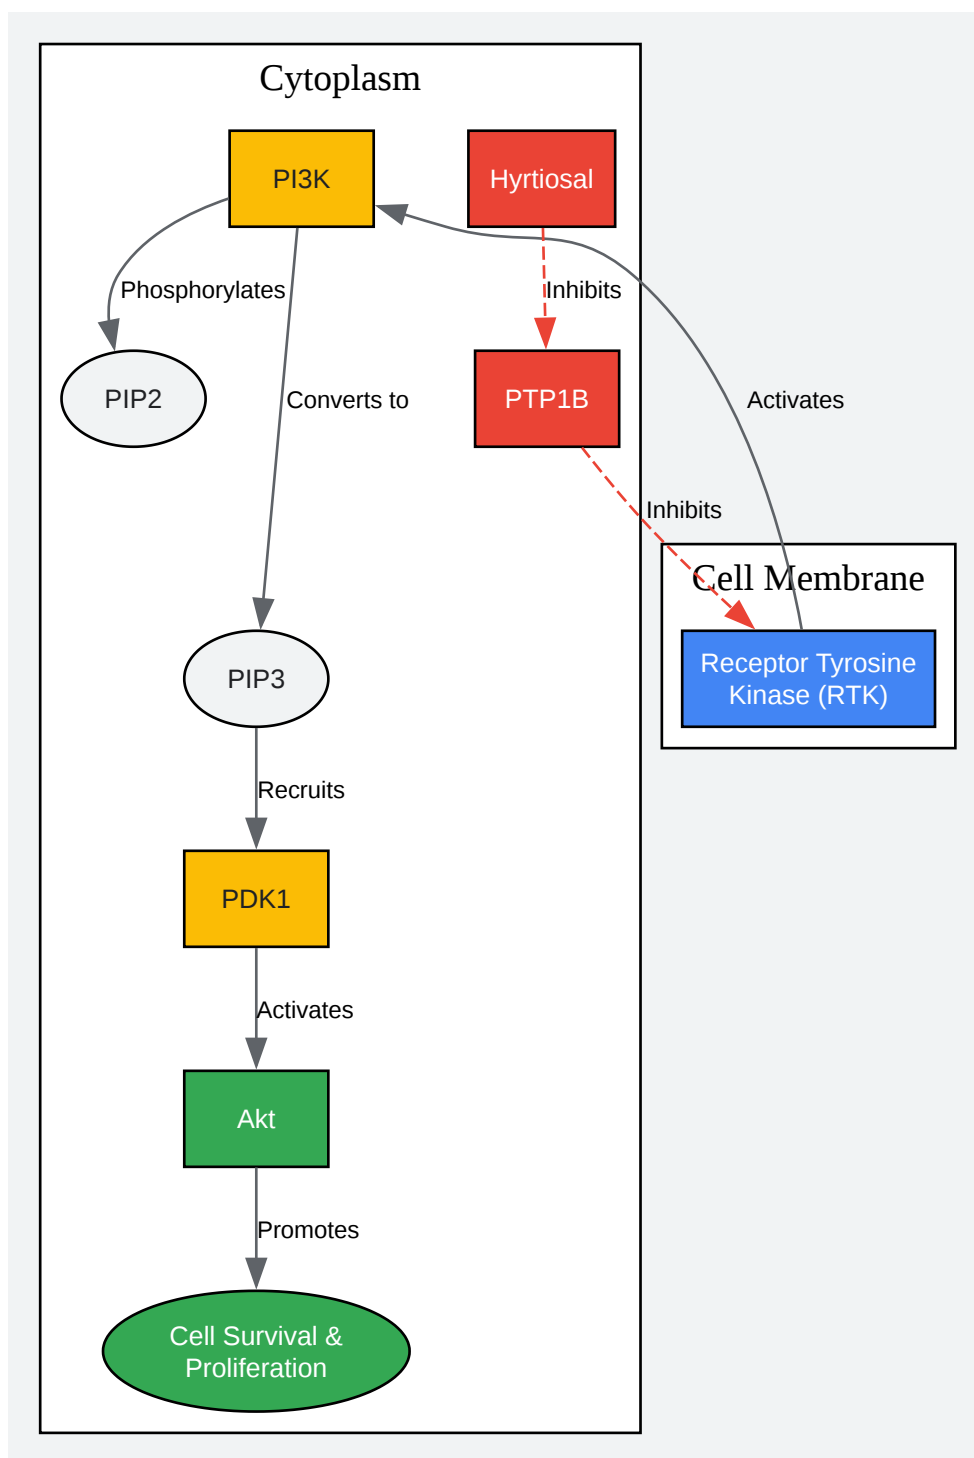 Cytoplasm
PI3K
Hyrtiosal
Phosphorylates
Inhibits
PIP2
Converts to
PTP1B
Activates
Inhibits
Cell Membrane
PIP3
Receptor Tyrosine
Kinase (RTK)
Recruits
PDK1
Activates
Akt
Promotes
Cell Survival &
Proliferation